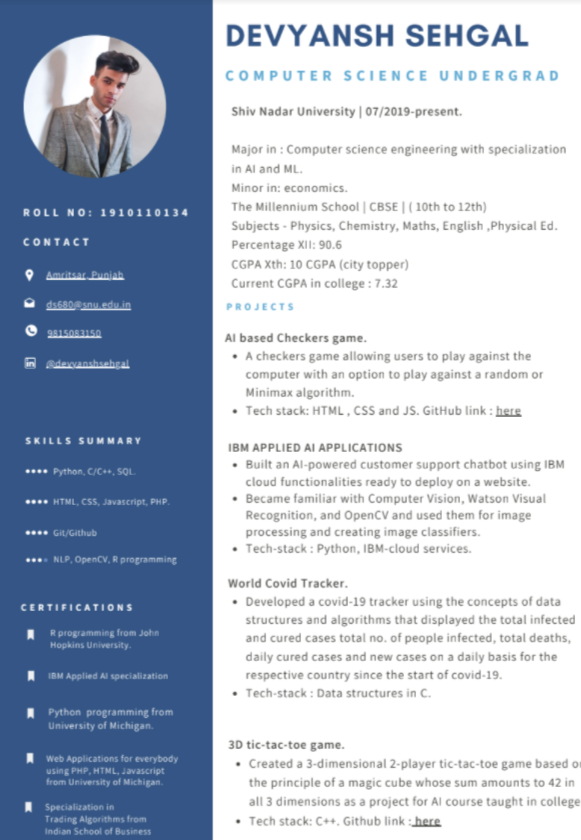 DEVYANSH SEHGAL
COMPUTER SCIENCE UNDERGRAD
Shiv Nadar University | 07/2019-present.
Major in : Computer science engineering with specialization
in AI and ML.
Minor in: economics.
The Millennium School | CBSE | ( 10th to 12th)
Subjects - Physics, Chemistry, Maths, English ,Physical Ed.
Percentage XII: 90.6
CGPA Xth: 10 CGPA (city topper)
Current CGPA in college : 7.32
PROJECTS
AI based Checkers game.
• A checkers game allowing users to play against the
computer with an option to play against a random or
Minimax algorithm.
• Tech stack: HTML , CSS and JS. GitHub link : here
IBM APPLIED AI APPLICATIONS
• Built an AI-powered customer support chatbot using IBM
cloud functionalities ready to deploy on a website.
• Became familiar with Computer Vision, Watson Visual
Recognition, and OpenCV and used them for image
processing and creating image classifiers.
• Tech-stack : Python, IBM-cloud services.
World Covid Tracker.
• Developed a covid-19 tracker using the concepts of data
structures and algorithms that displayed the total infected
and cured cases total no. of people infected, total deaths,
daily cured cases and new cases on a daily basis for the
respective country since the start of covid-19.
• Tech-stack : Data structures in C.
3D tic-tac-toe game.
• Created a 3-dimensional 2-player tic-tac-toe game based on
the principle of a magic cube whose sum amounts to 42 in
all 3 dimensions as a project for AI course taught in college
• Tech stack: C++. Github link : here
ROLL NO: 1910110134
CONTACT
Amritsar, Punjab
ds680@snu.edu.in
9815083150
@devyanshsehgal
SKILLS SUMMARY
Python, C/C++, SQL.
HTML, CSS, Javascript, PHP.
Git/Github
NLP, OpenCV, R programming
CERTIFICATIONS
R programming from John
Hopkins University.
IBM Applied AI specialization
Python programming from
University of Michigan.
Web Applications for everybody
using PHP, HTML, Javascript
from University of Michigan.
Specialization in
Trading Algorithms from
Indian School of Business